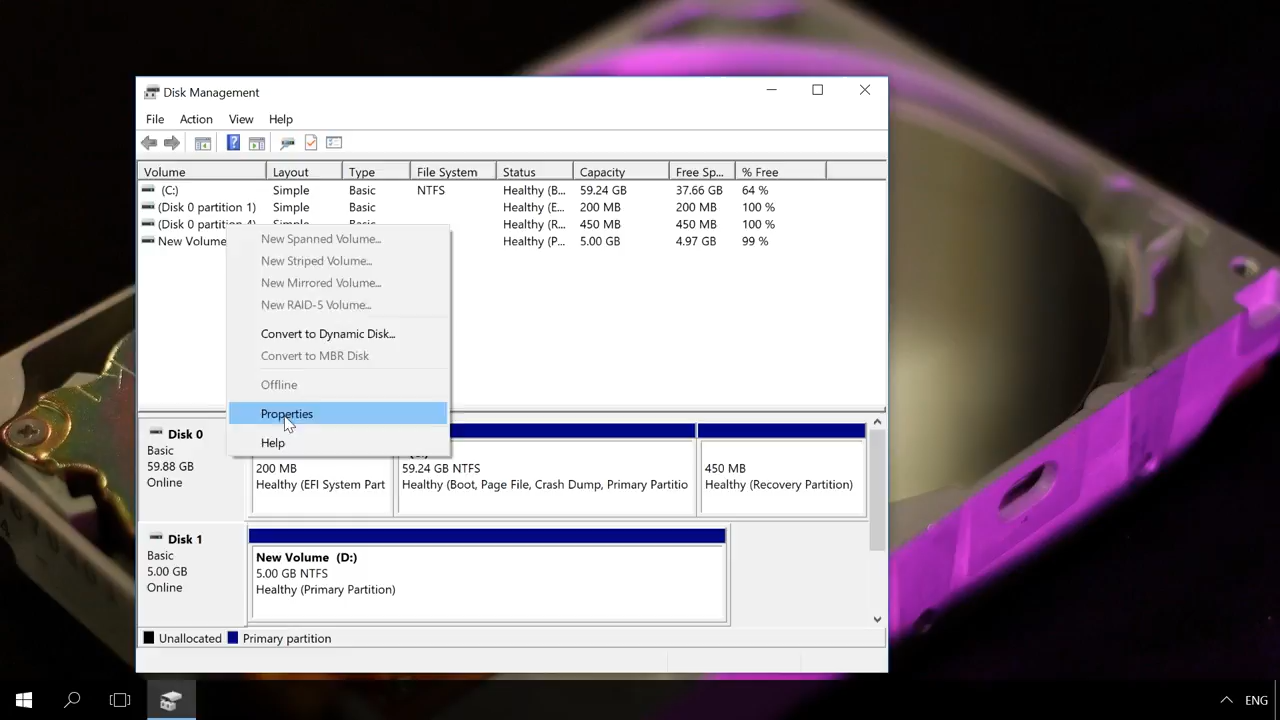 Disk Management
File Action View Help
Volume Layout Type File System Status Capacity Free Sp... % Free
(C:) Simple Basic NTFS Healthy (B... 59.24 GB 37.66 GB 64 %
(Disk 0 partition 1) Simple Basic Healthy (E... 200 MB 200 MB 100 %
(Disk 0 partition 4) Simple Basic Healthy (R... 450 MB 450 MB 100 %
New Volume Healthy (P... 5.00 GB 4.97 GB 99 %
New Spanned Volume...
New Striped Volume...
New Mirrored Volume...
New RAID-5 Volume...
Convert to Dynamic Disk...
Convert to MBR Disk
Offline
Properties
Help
Disk 0
Basic
59.88 GB
Online
200 MB
Healthy (EFI System Part
59.24 GB NTFS
Healthy (Boot, Page File, Crash Dump, Primary Partitio
450 MB
Healthy (Recovery Partition)
Disk 1
Basic
5.00 GB
Online
New Volume (D:)
5.00 GB NTFS
Healthy (Primary Partition)
Unallocated Primary partition
ENG